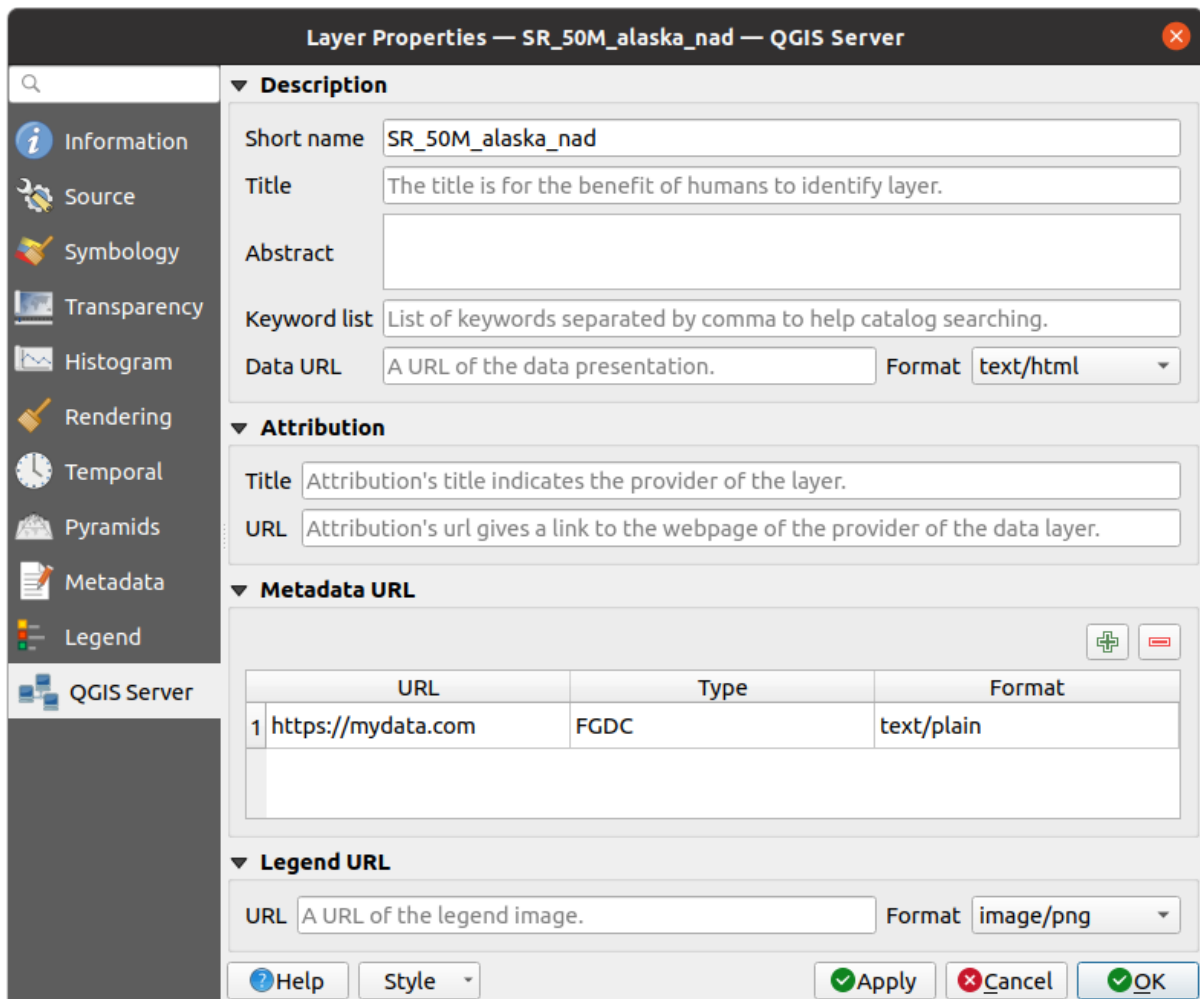 Layer Properties — SR_50M_alaska_nad — QGIS Server
Information
Source
Symbology
Transparency
Histogram
Rendering
Temporal
Pyramids
Metadata
Legend
QGIS Server
Description
Short name SR_50M_alaska_nad
Title The title is for the benefit of humans to identify layer.
Abstract
Keyword list List of keywords separated by comma to help catalog searching.
Data URL A URL of the data presentation. Format text/html
Attribution
Title Attribution's title indicates the provider of the layer.
URL Attribution's url gives a link to the webpage of the provider of the data layer.
Metadata URL
URL Type Format
1 https://mydata.com FGDC text/plain
Legend URL
URL A URL of the legend image. Format image/png
Help Style Apply Cancel OK